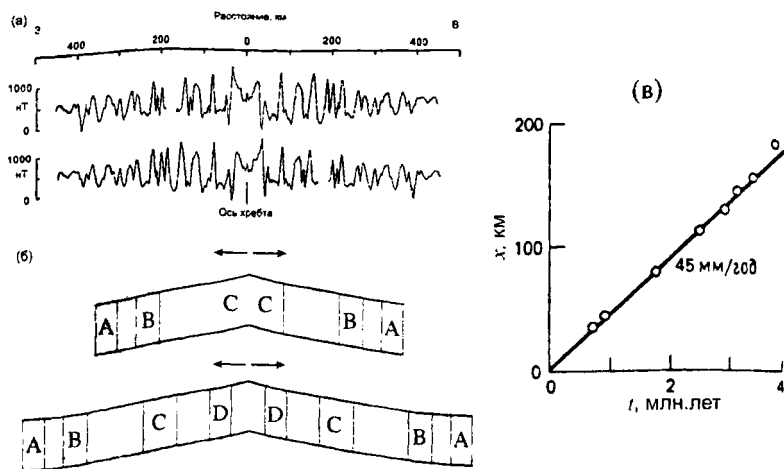 (а)
Расстояние, км
З
В
400 200 0 200 400
1000
нТ
0
1000
нТ
0
Ось хребта
(б)
A B C C B A
A B C D D C B A
(в)
200
x, км
100
45 мм/год
0
0 2 4
t, млн.лет